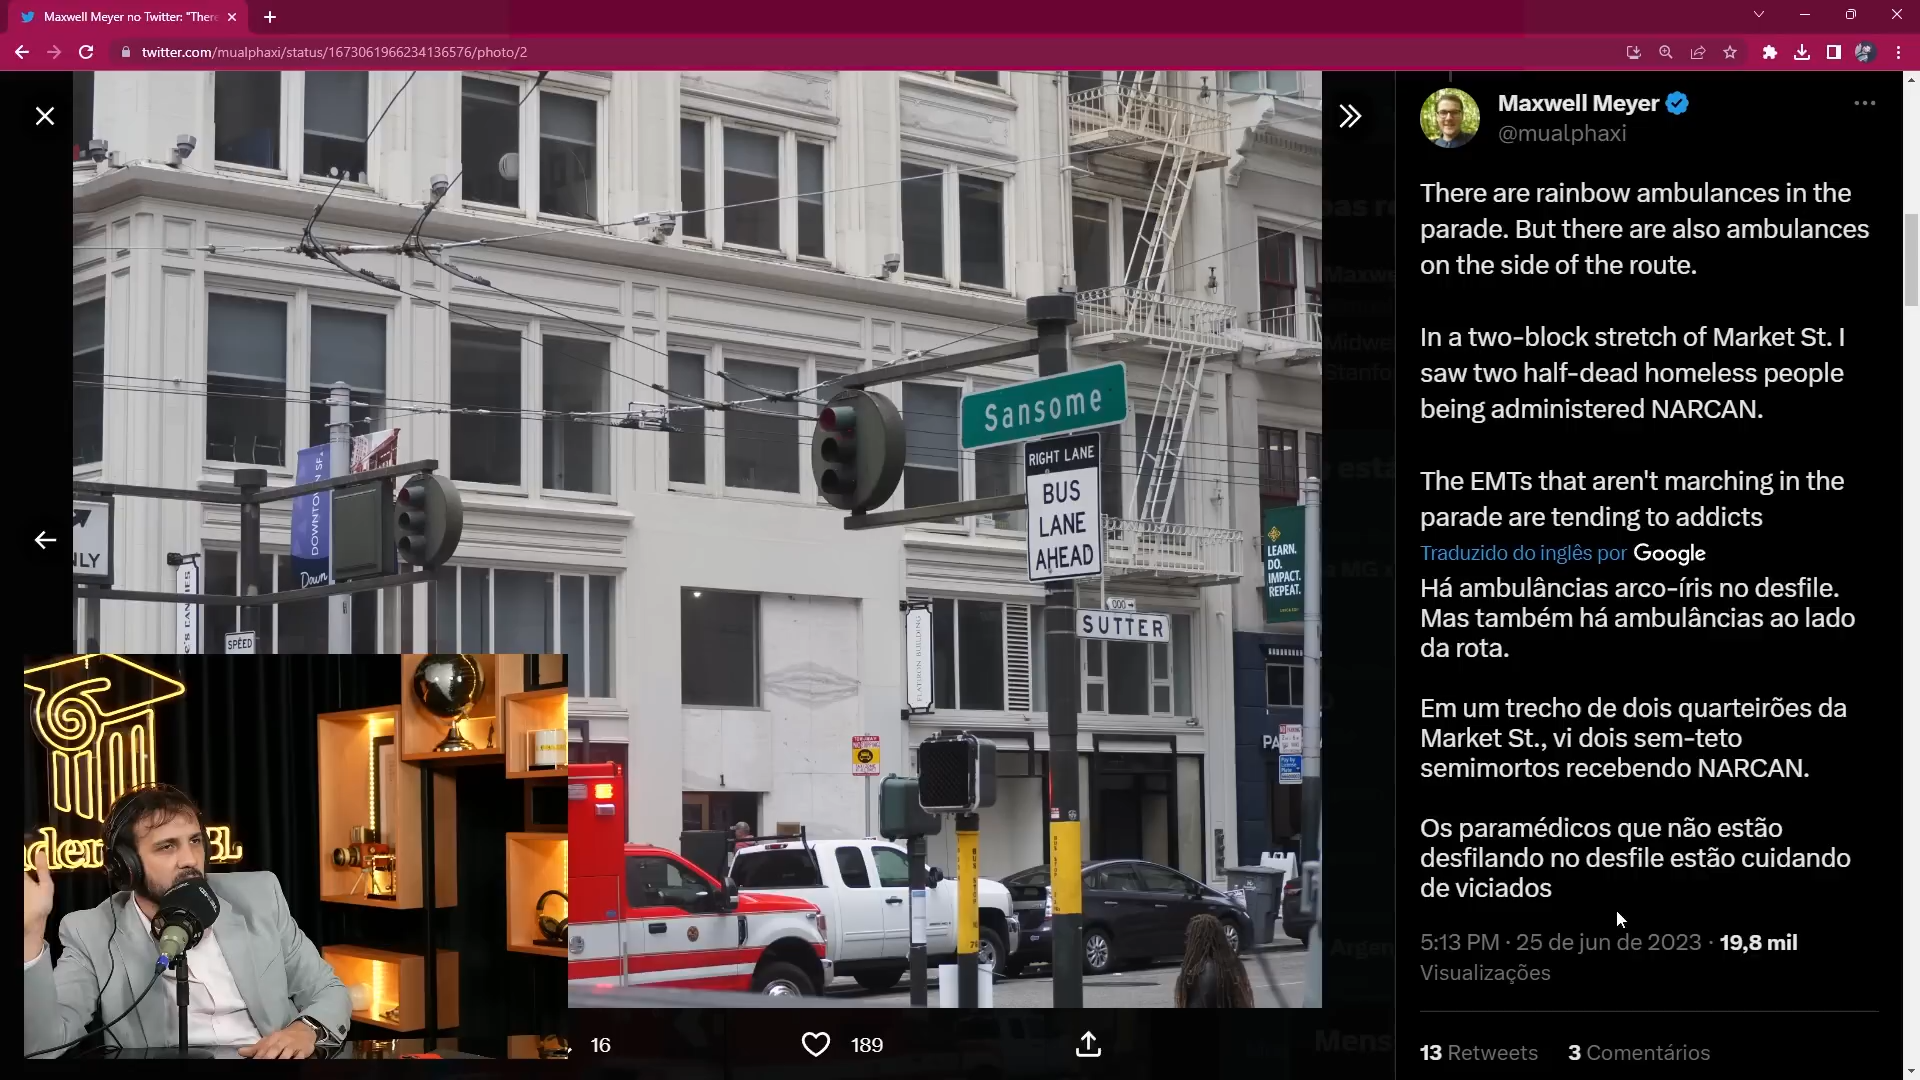 Maxwell Meyer no Twitter: "There
twitter.com/mualphaxi/status/1673061966234136576/photo/2
Maxwell Meyer
@mualphaxi
There are rainbow ambulances in the
parade. But there are also ambulances
on the side of the route.
In a two-block stretch of Market St. I
saw two half-dead homeless people
being administered NARCAN.
The EMTs that aren't marching in the
parade are tending to addicts
Traduzido do inglês por Google
Há ambulâncias arco-íris no desfile.
Mas também há ambulâncias ao lado
da rota.
Em um trecho de dois quarteirões da
Market St., vi dois sem-teto
semimortos recebendo NARCAN.
Os paramédicos que não estão
desfilando no desfile estão cuidando
de viciados
5:13 PM · 25 de jun de 2023 · 19,8 mil
Visualizações
13 Retweets 3 Comentários
Sansome
RIGHT LANE
BUS
LANE
AHEAD
SUTTER
LEARN.
DO.
IMPACT.
REPEAT.
DOWNTOWN SF
Down
SPEED
FLATIRON BUILDING
16
189